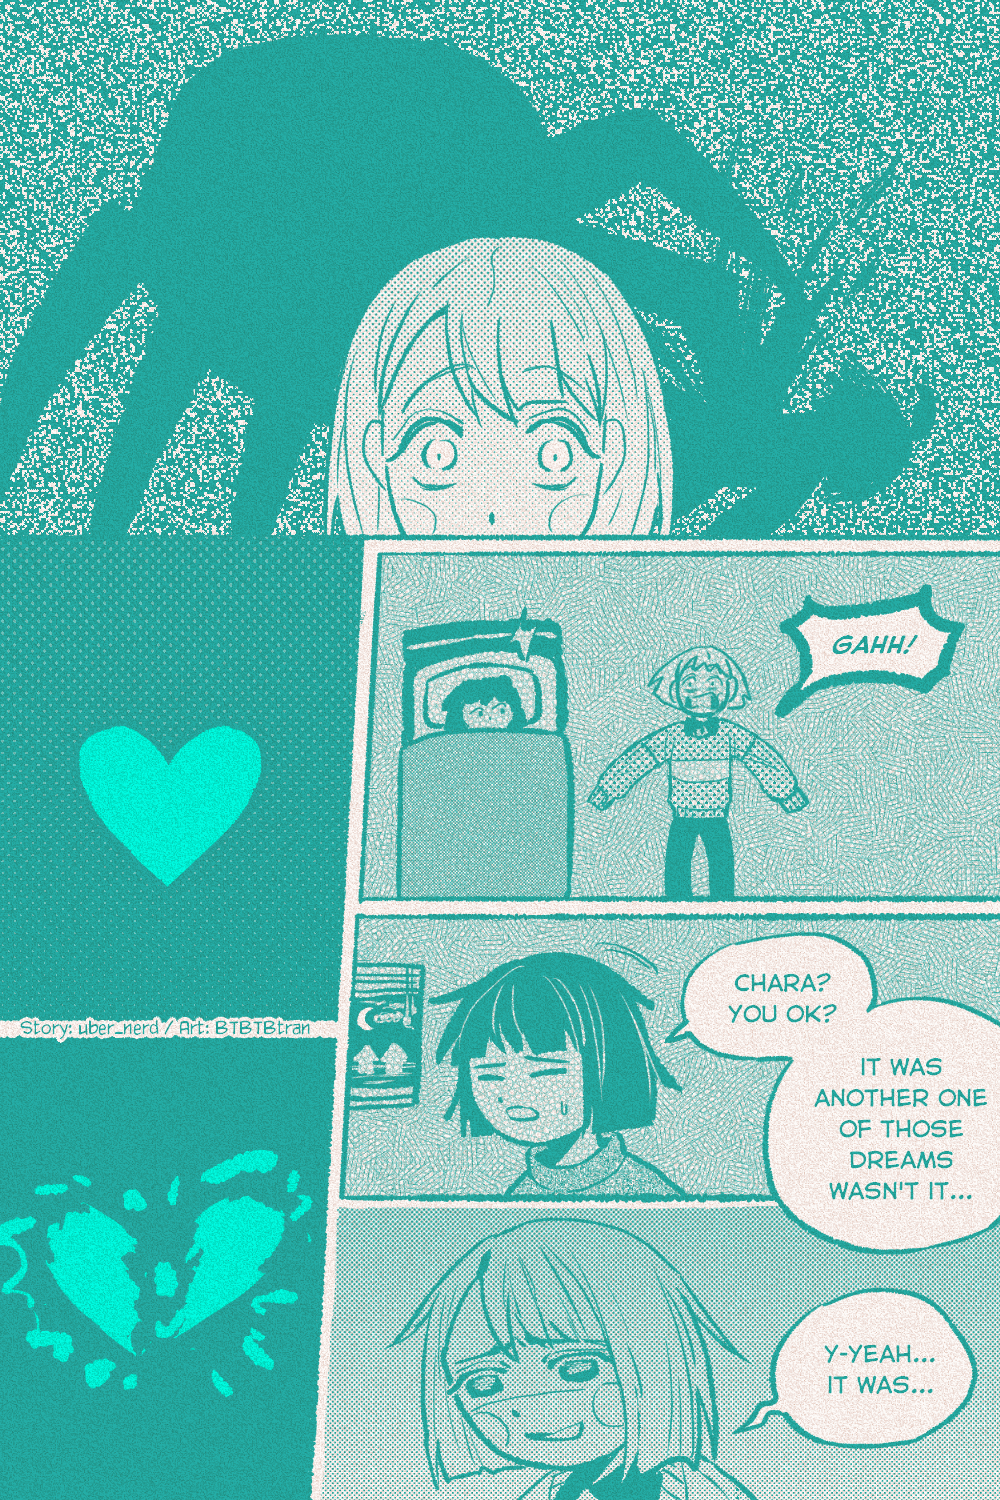 GAHH!
Story: uber_nerd / Art: BTBTBtran
CHARA?
YOU OK?
IT WAS
ANOTHER ONE
OF THOSE
DREAMS
WASN'T IT...
Y-YEAH...
IT WAS...